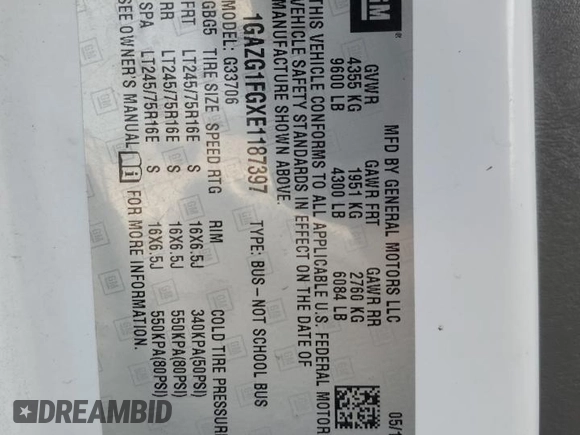 GM
MFD BY GENERAL MOTORS LLC
GVWR GAWR FRT GAWR RR
4355 KG 1951 KG 2760 KG
9600 LB 4300 LB 6084 LB
THIS VEHICLE CONFORMS TO ALL APPLICABLE U.S. FEDERAL MOTOR
VEHICLE SAFETY STANDARDS IN EFFECT ON THE DATE OF
MANUFACTURE SHOWN ABOVE.
1GAZG1FGXE1187397 TYPE: BUS-NOT SCHOOL BUS
MODEL: G33706
GBG5 TIRE SIZE SPEED RTG RIM COLD TIRE PRESSURE
FRT LT245/75R16E S 16X6.5J 340KPA(50PSI)
RR LT245/75R16E S 16X6.5J 550KPA(80PSI)
SPA LT245/75R16E S 16X6.5J 550KPA(80PSI)
SEE OWNER'S MANUAL FOR MORE INFORMATION
DREAMBID